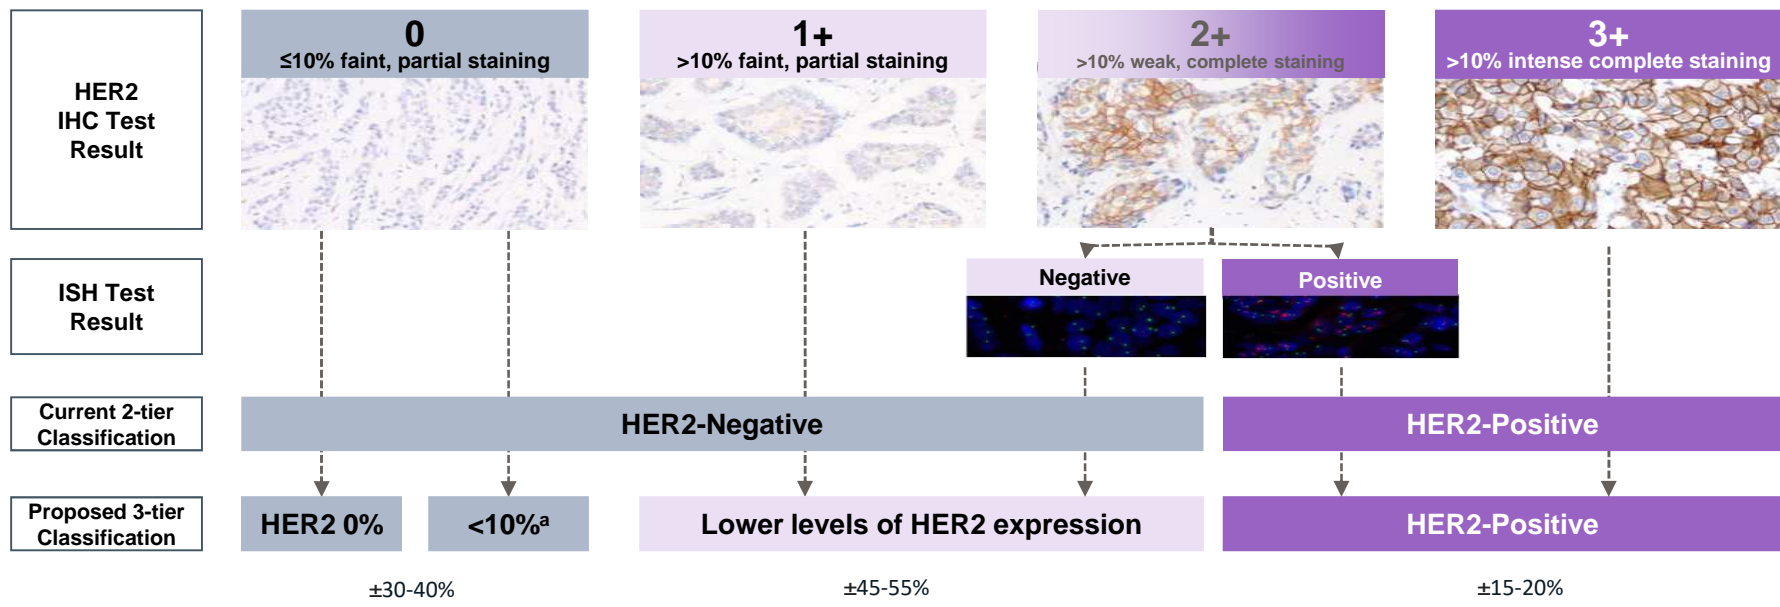 HER2
IHC Test
Result
0
≤10% faint, partial staining
1+
>10% faint, partial staining
2+
>10% weak, complete staining
3+
>10% intense complete staining
ISH Test
Result
Negative
Positive
Current 2-tier
Classification
HER2-Negative
HER2-Positive
Proposed 3-tier
Classification
HER2 0%
<10%ᵃ
Lower levels of HER2 expression
HER2-Positive
±30-40%
±45-55%
±15-20%